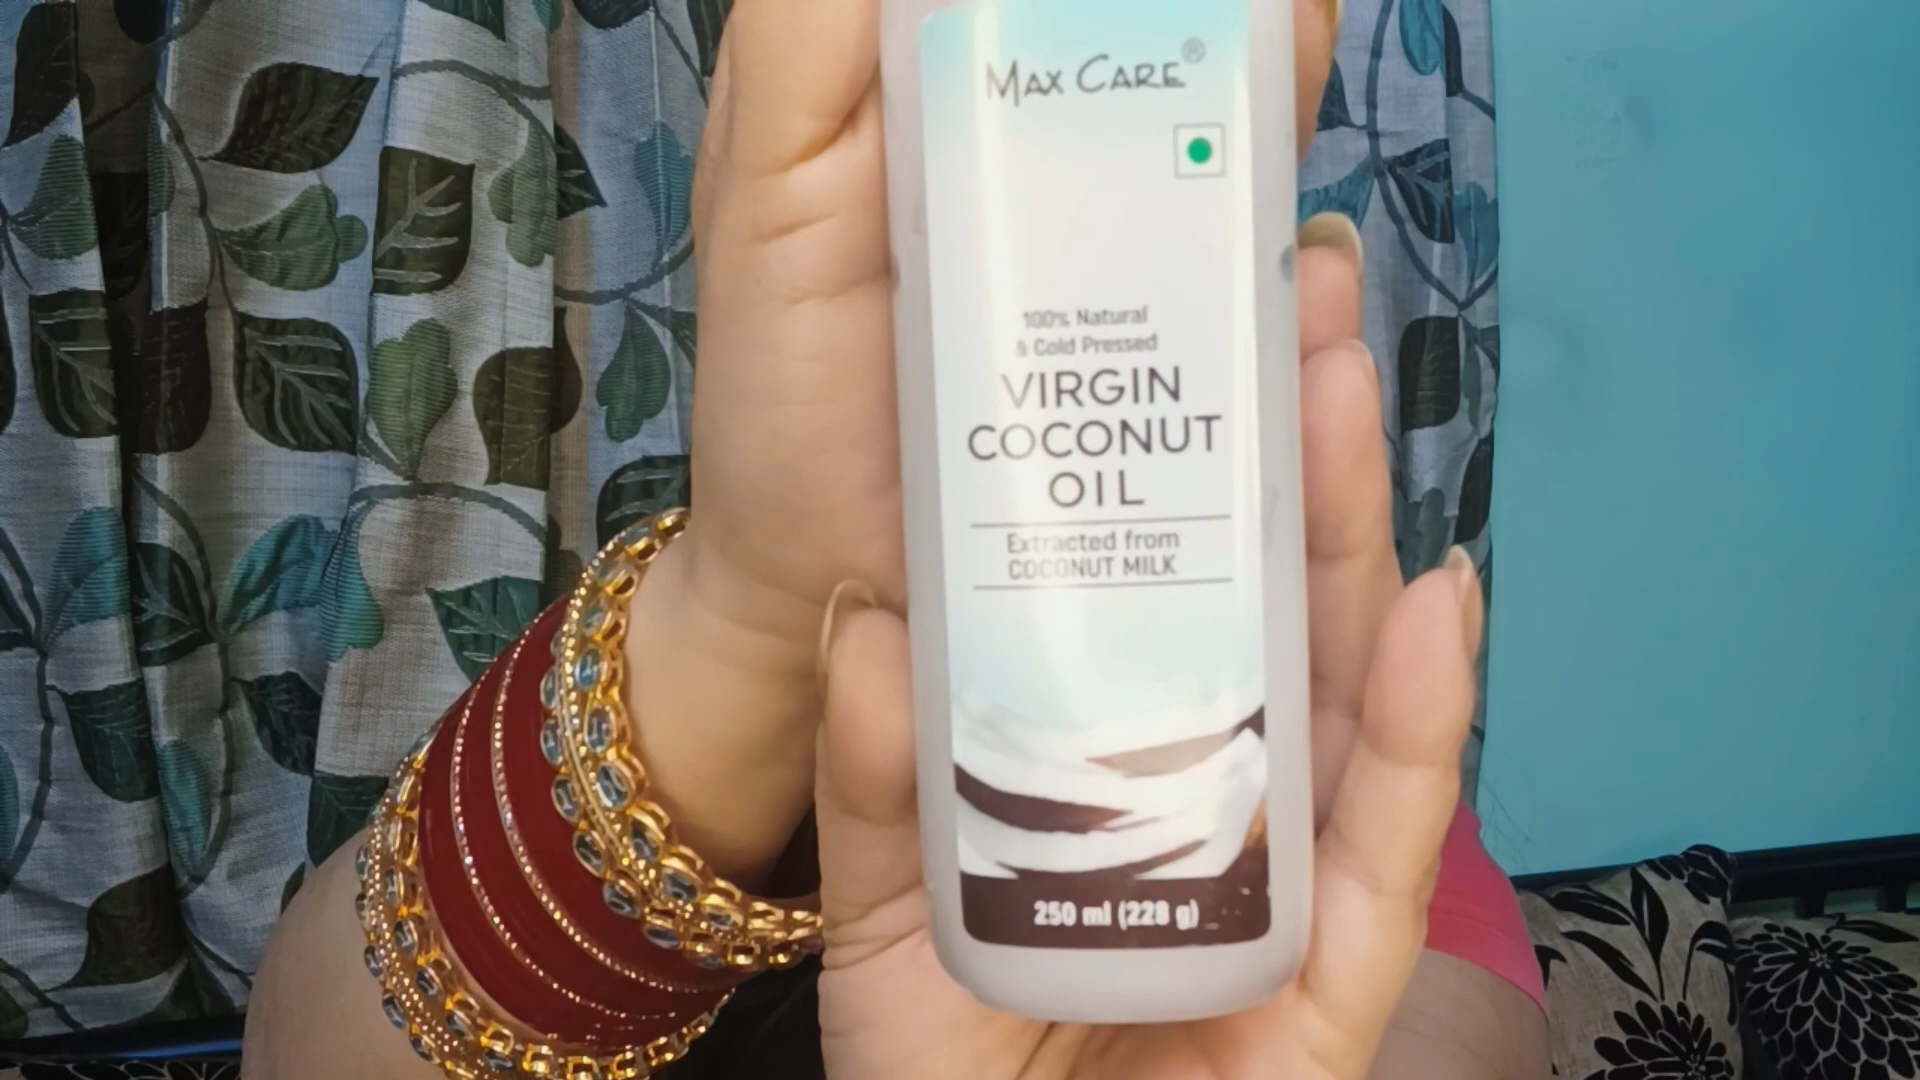 MAX CARE®
100% Natural
& Cold Pressed
VIRGIN
COCONUT
OIL
Extracted from
COCONUT MILK
250 ml (228 g)